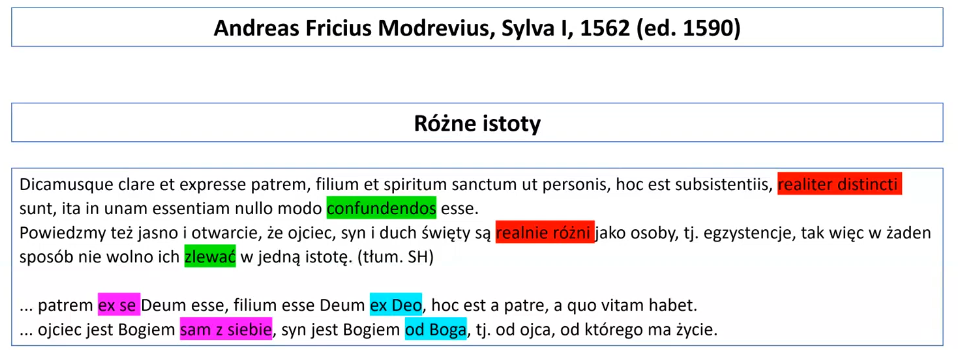 Andreas Fricius Modrevius, Sylva I, 1562 (ed. 1590)
Różne istoty
Dicamusque clare et expresse patrem, filium et spiritum sanctum ut personis, hoc est subsistentiis, realiter distincti
sunt, ita in unam essentiam nullo modo confundendos esse.
Powiedzmy też jasno i otwarcie, że ojciec, syn i duch święty są realnie różni jako osoby, tj. egzystencje, tak więc w żaden
sposób nie wolno ich zlewać w jedną istotę. (tłum. SH)
... patrem ex se Deum esse, filium esse Deum ex Deo, hoc est a patre, a quo vitam habet.
... ojciec jest Bogiem sam z siebie, syn jest Bogiem od Boga, tj. od ojca, od którego ma życie.